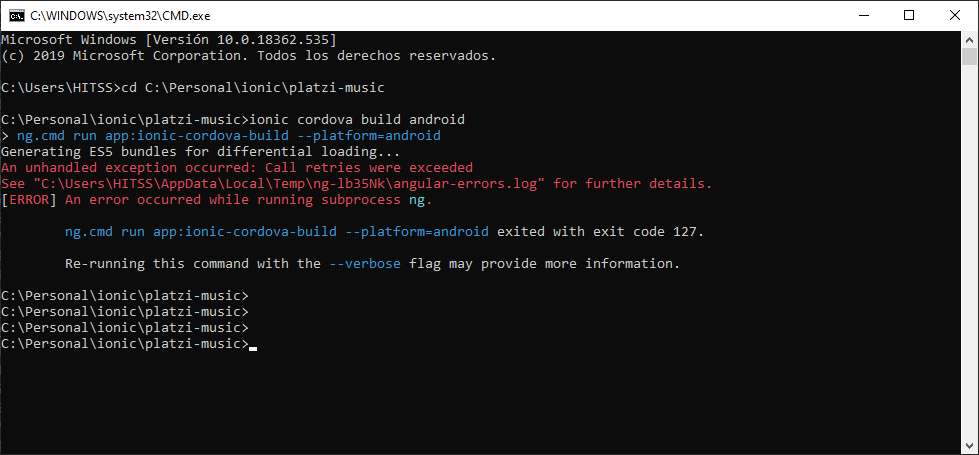 C:\WINDOWS\system32\CMD.exe
Microsoft Windows [Versión 10.0.18362.535]
(c) 2019 Microsoft Corporation. Todos los derechos reservados.
C:\Users\HITSS>cd C:\Personal\ionic\platzi-music
C:\Personal\ionic\platzi-music>ionic cordova build android
> ng.cmd run app:ionic-cordova-build --platform=android
Generating ES5 bundles for differential loading...
An unhandled exception occurred: Call retries were exceeded
See "C:\Users\HITSS\AppData\Local\Temp\ng-lb35Nk\angular-errors.log" for further details.
[ERROR] An error occurred while running subprocess ng.
ng.cmd run app:ionic-cordova-build --platform=android exited with exit code 127.
Re-running this command with the --verbose flag may provide more information.
C:\Personal\ionic\platzi-music>
C:\Personal\ionic\platzi-music>
C:\Personal\ionic\platzi-music>
C:\Personal\ionic\platzi-music>